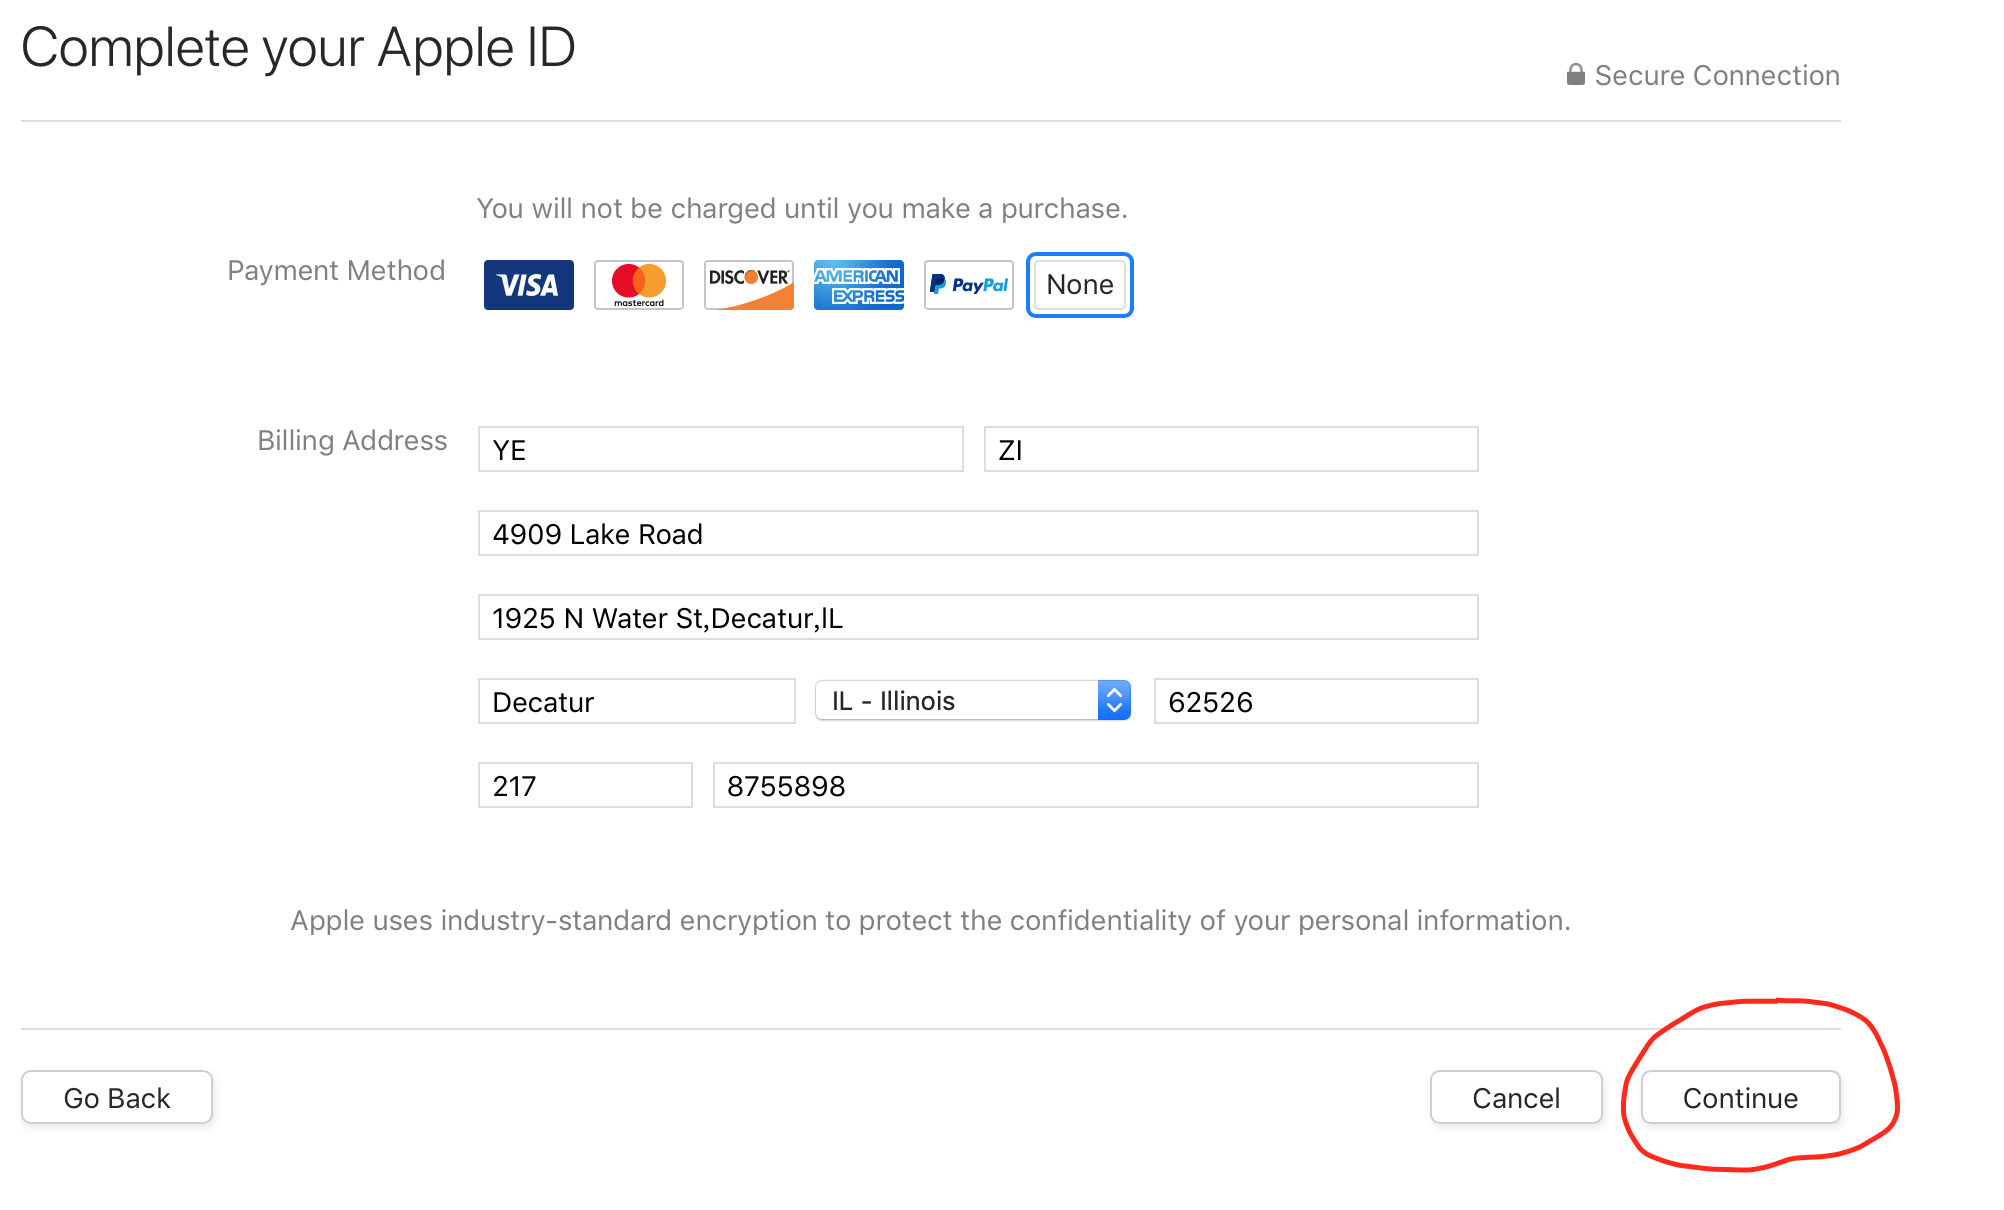 Complete your Apple ID
Secure Connection
You will not be charged until you make a purchase.
Payment Method VISA mastercard DISCOVER AMERICAN EXPRESS PayPal None
Billing Address YE ZI
4909 Lake Road
1925 N Water St,Decatur,IL
Decatur IL - Illinois 62526
217 8755898
Apple uses industry-standard encryption to protect the confidentiality of your personal information.
Go Back Cancel Continue